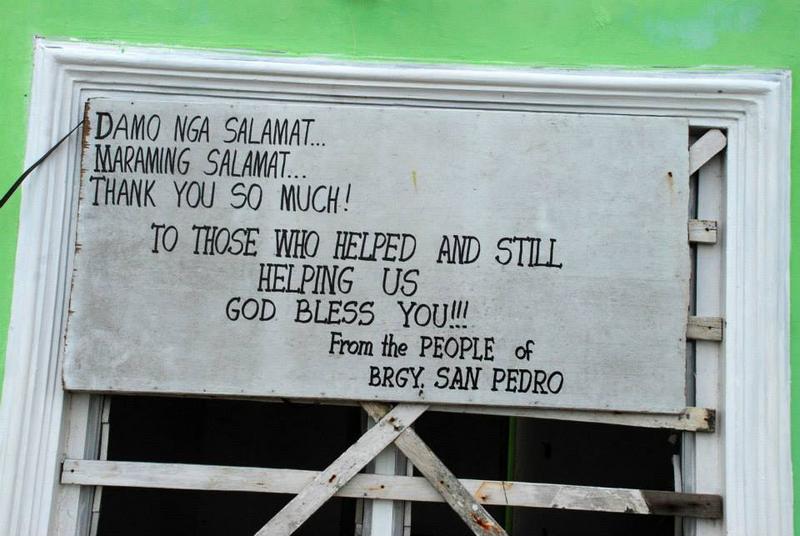 DAMO NGA SALAMAT...
MARAMING SALAMAT...
THANK YOU SO MUCH!
TO THOSE WHO HELPED AND STILL
HELPING US
GOD BLESS YOU!!!
From the PEOPLE of
BRGY. SAN PEDRO